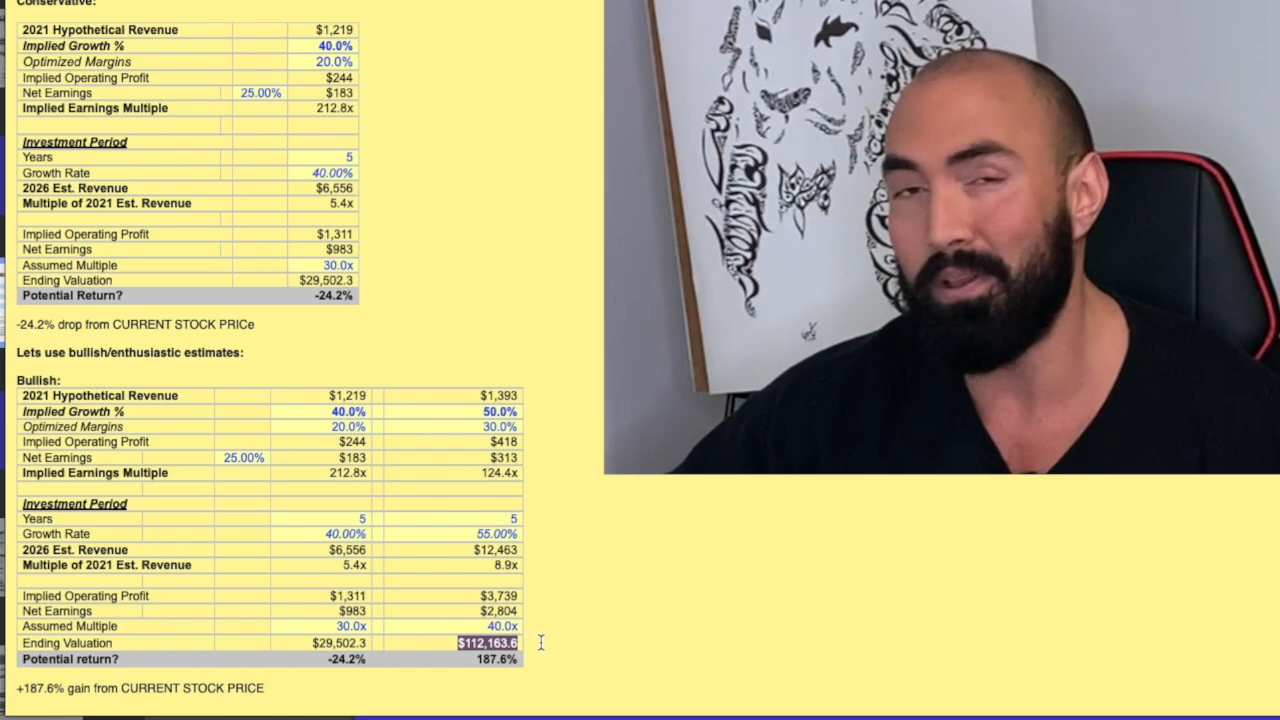 Conservative:
2021 Hypothetical Revenue $1,219
Implied Growth % 40.0%
Optimized Margins 20.0%
Implied Operating Profit $244
Net Earnings 25.00% $183
Implied Earnings Multiple 212.8x
Investment Period
Years 5
Growth Rate 40.00%
2026 Est. Revenue $6,556
Multiple of 2021 Est. Revenue 5.4x
Implied Operating Profit $1,311
Net Earnings $983
Assumed Multiple 30.0x
Ending Valuation $29,502.3
Potential Return? -24.2%
-24.2% drop from CURRENT STOCK PRICe
Lets use bullish/enthusiastic estimates:
Bullish:
2021 Hypothetical Revenue $1,219 $1,393
Implied Growth % 40.0% 50.0%
Optimized Margins 20.0% 30.0%
Implied Operating Profit $244 $418
Net Earnings 25.00% $183 $313
Implied Earnings Multiple 212.8x 124.4x
Investment Period
Years 5 5
Growth Rate 40.00% 55.00%
2026 Est. Revenue $6,556 $12,463
Multiple of 2021 Est. Revenue 5.4x 8.9x
Implied Operating Profit $1,311 $3,739
Net Earnings $983 $2,804
Assumed Multiple 30.0x 40.0x
Ending Valuation $29,502.3 $112,163.6
Potential return? -24.2% 187.6%
+187.6% gain from CURRENT STOCK PRICE